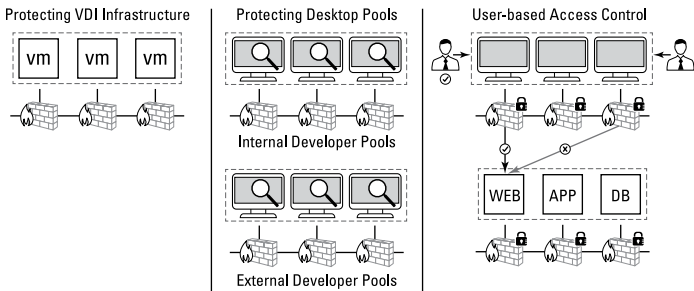 Protecting VDI Infrastructure
vm vm vm
Protecting Desktop Pools
Internal Developer Pools
External Developer Pools
User-based Access Control
WEB APP DB